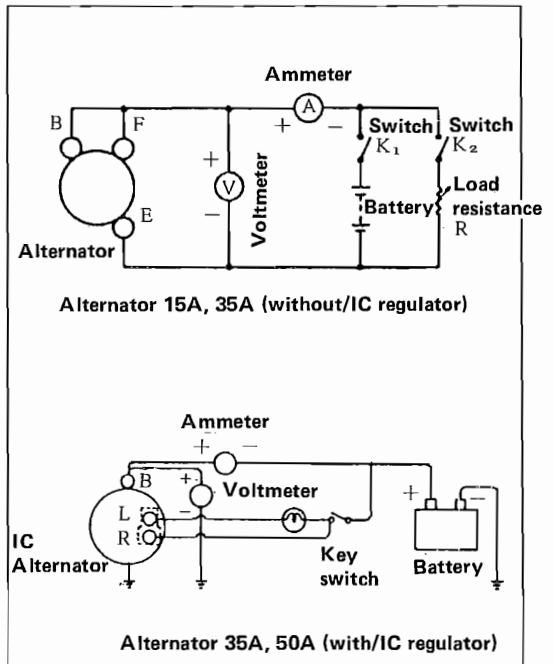 Ammeter
B F A
+ − Switch Switch
K₁ K₂
+ V −
Voltmeter
Load
Battery resistance
R
E
Alternator
Alternator 15A, 35A (without/IC regulator)
Ammeter
+ −
B + Voltmeter
−
L
R
+ −
IC
Alternator
Key
switch
Battery
Alternator 35A, 50A (with/IC regulator)